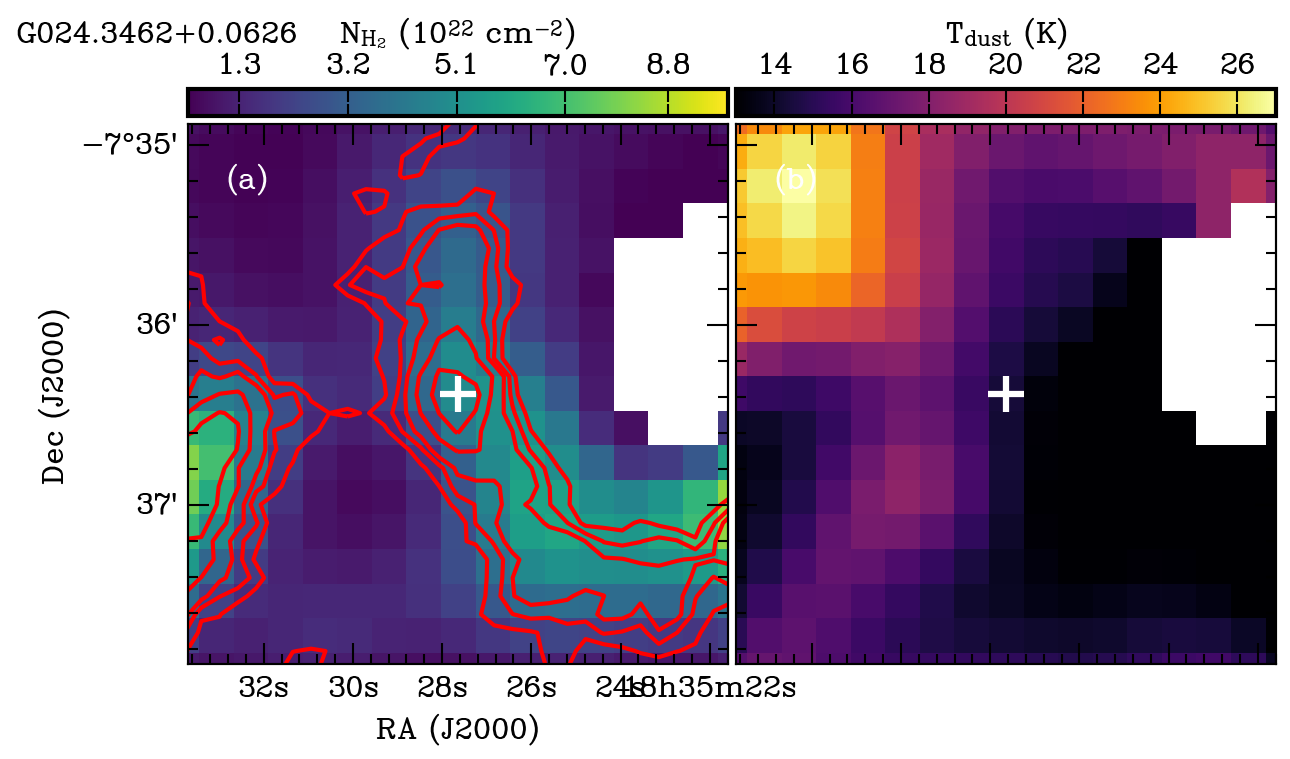 G024.3462+0.0626 N_H₂ (10²² cm⁻²) T_dust (K)
1.3 3.2 5.1 7.0 8.8 14 16 18 20 22 24 26
−7°35'
(a) (b)
36'
37'
Dec (J2000)
32s 30s 28s 26s 24s 18h35m22s
RA (J2000)